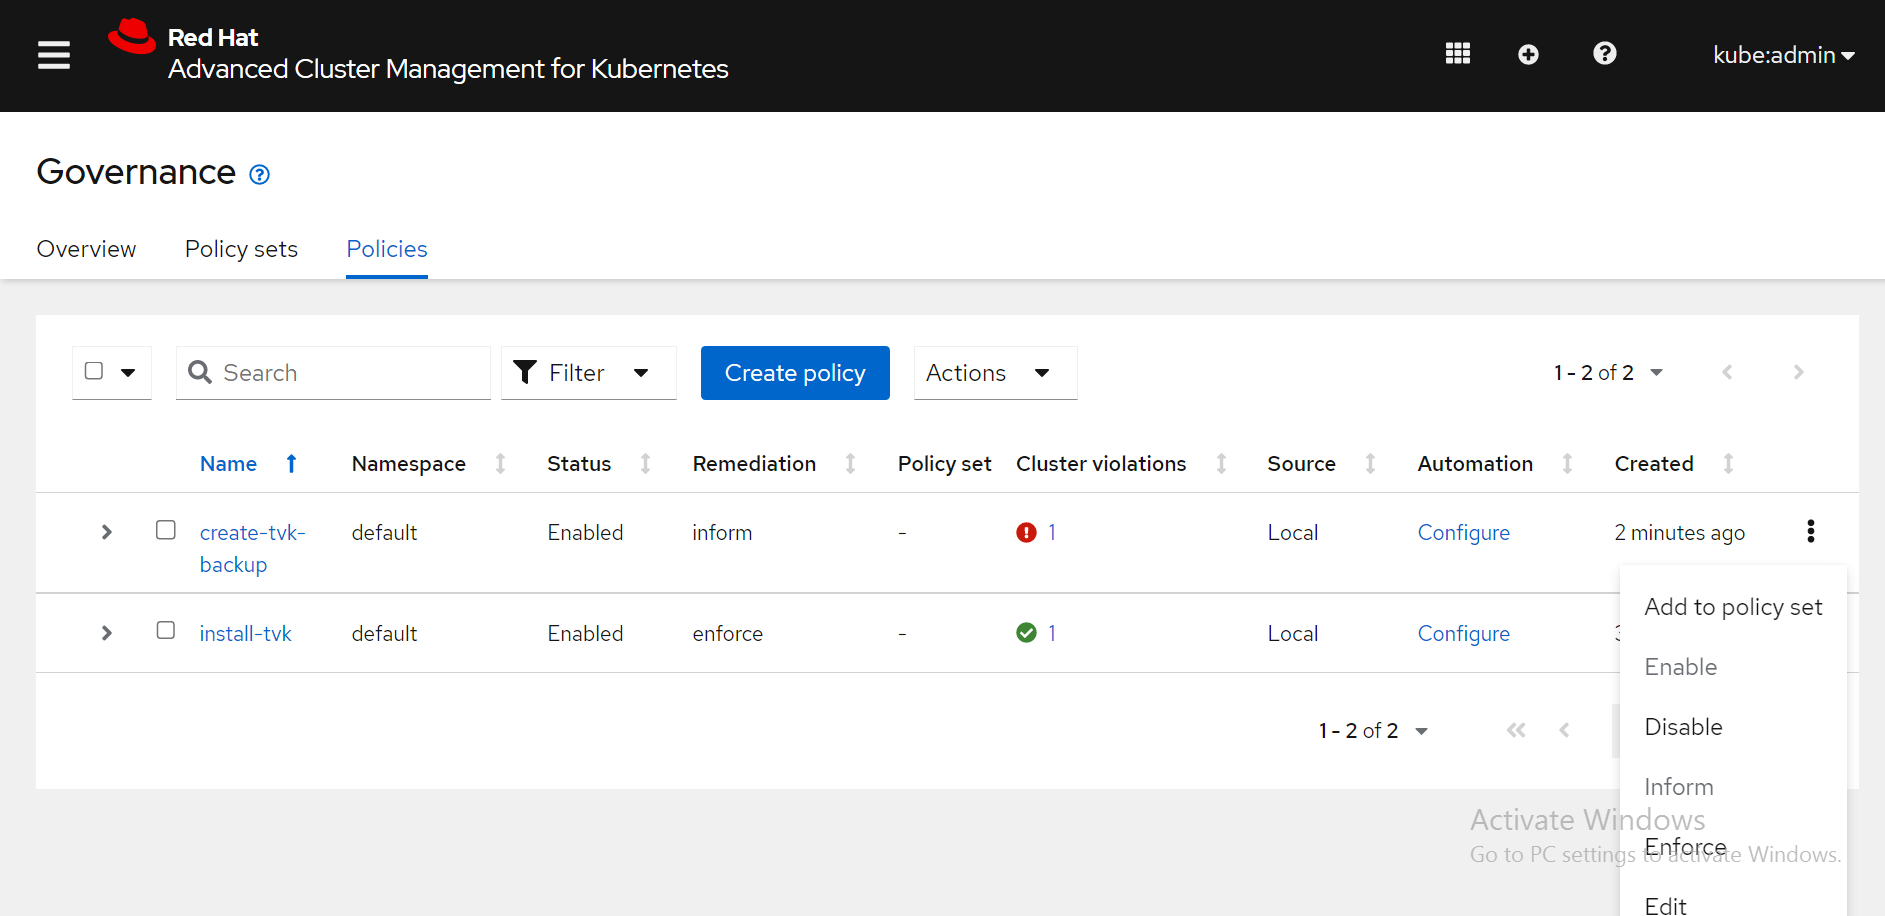 Red Hat
Advanced Cluster Management for Kubernetes
kube:admin
Governance
Overview Policy sets Policies
Search Filter Create policy Actions 1 - 2 of 2
Name Namespace Status Remediation Policy set Cluster violations Source Automation Created
create-tvk-backup default Enabled inform - 1 Local Configure 2 minutes ago
install-tvk default Enabled enforce - 1 Local Configure
1 - 2 of 2
Add to policy set
Enable
Disable
Inform
Enforce
Edit
Activate Windows
Go to PC settings to activate Windows.